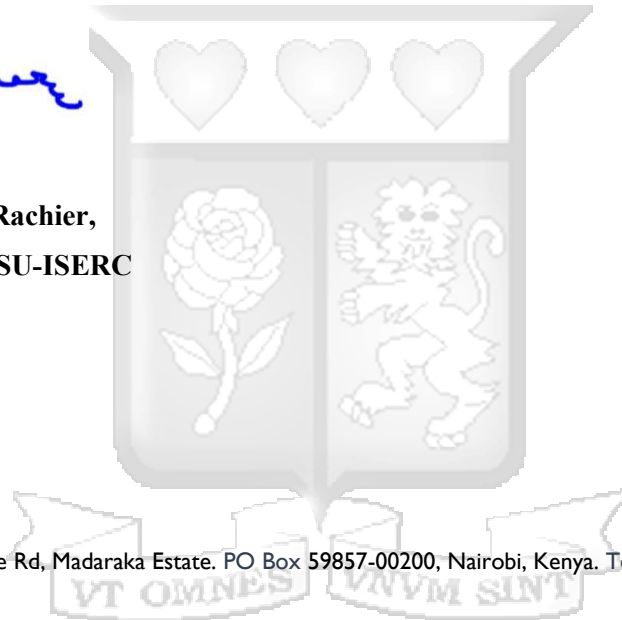 Rachier,
SU-ISERC
e Rd, Madaraka Estate. PO Box 59857-00200, Nairobi, Kenya. T
VT OMNES VNVM SINT